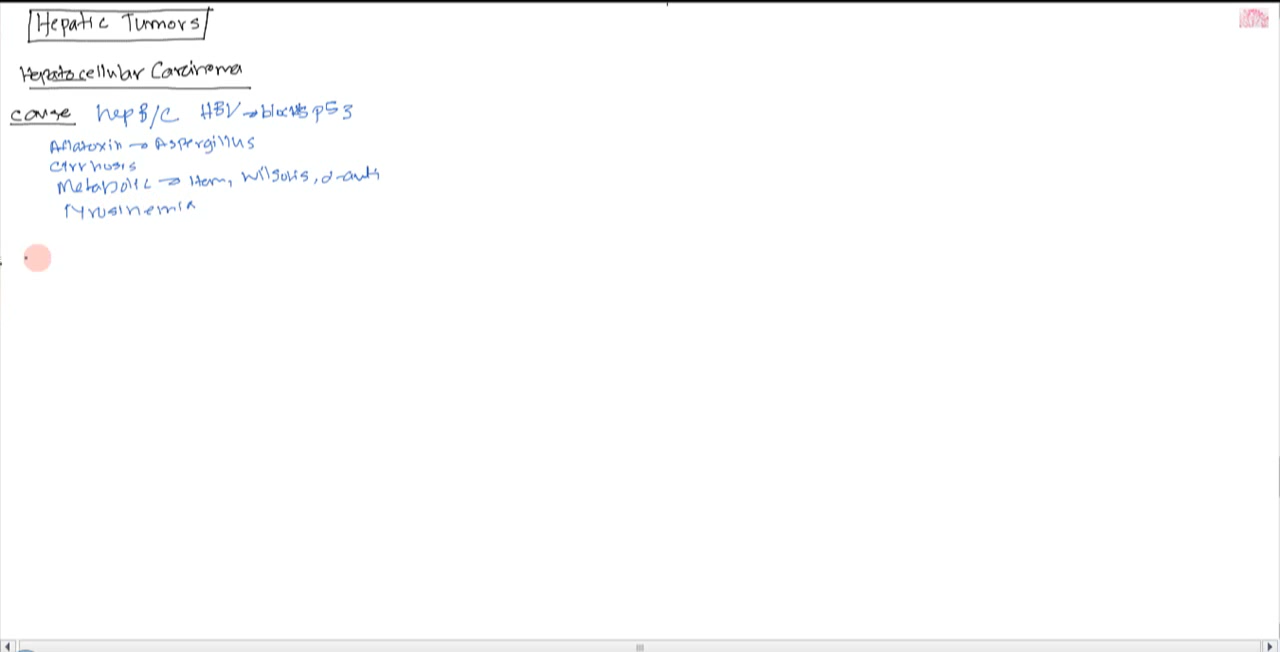 Hepatic Tumors
Hepatocellular Carcinoma
cause hep B/C HBV → blocks p53
Aflatoxin → Aspergillus
Cirrhosis
Metabolic → Hem, Wilsons, α-anti
Tyrosinemia